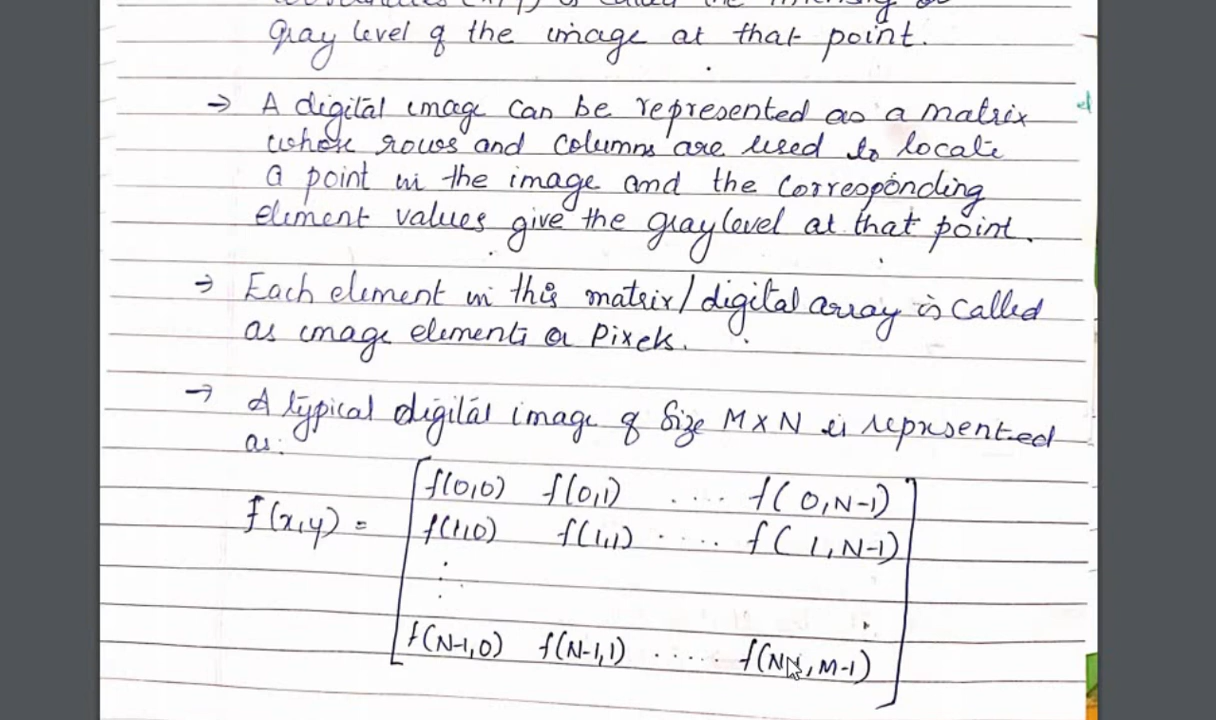 gray level of the image at that point.
→ A digital image can be represented as a matrix
whose rows and columns are used to locate
a point in the image and the corresponding
element values give the gray level at that point.
→ Each element in this matrix/digital array is called
as image elements or Pixels.
→ A typical digital image of size M X N is represented
as:
f(0,0) f(0,1) .... f(0,N-1)
f(x,y) = f(1,0) f(1,1) ..... f(1,N-1)
f(N-1,0) f(N-1,1) ..... f(NN,M-1)